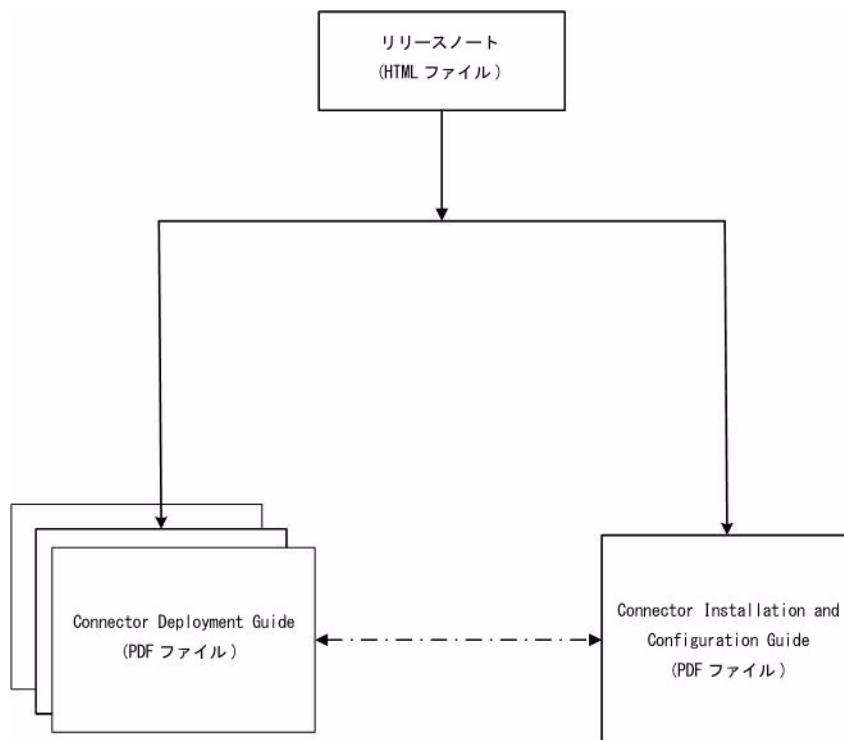 リリースノート
(HTML ファイル)
Connector Deployment Guide
(PDF ファイル)
Connector Installation and
Configuration Guide
(PDF ファイル)